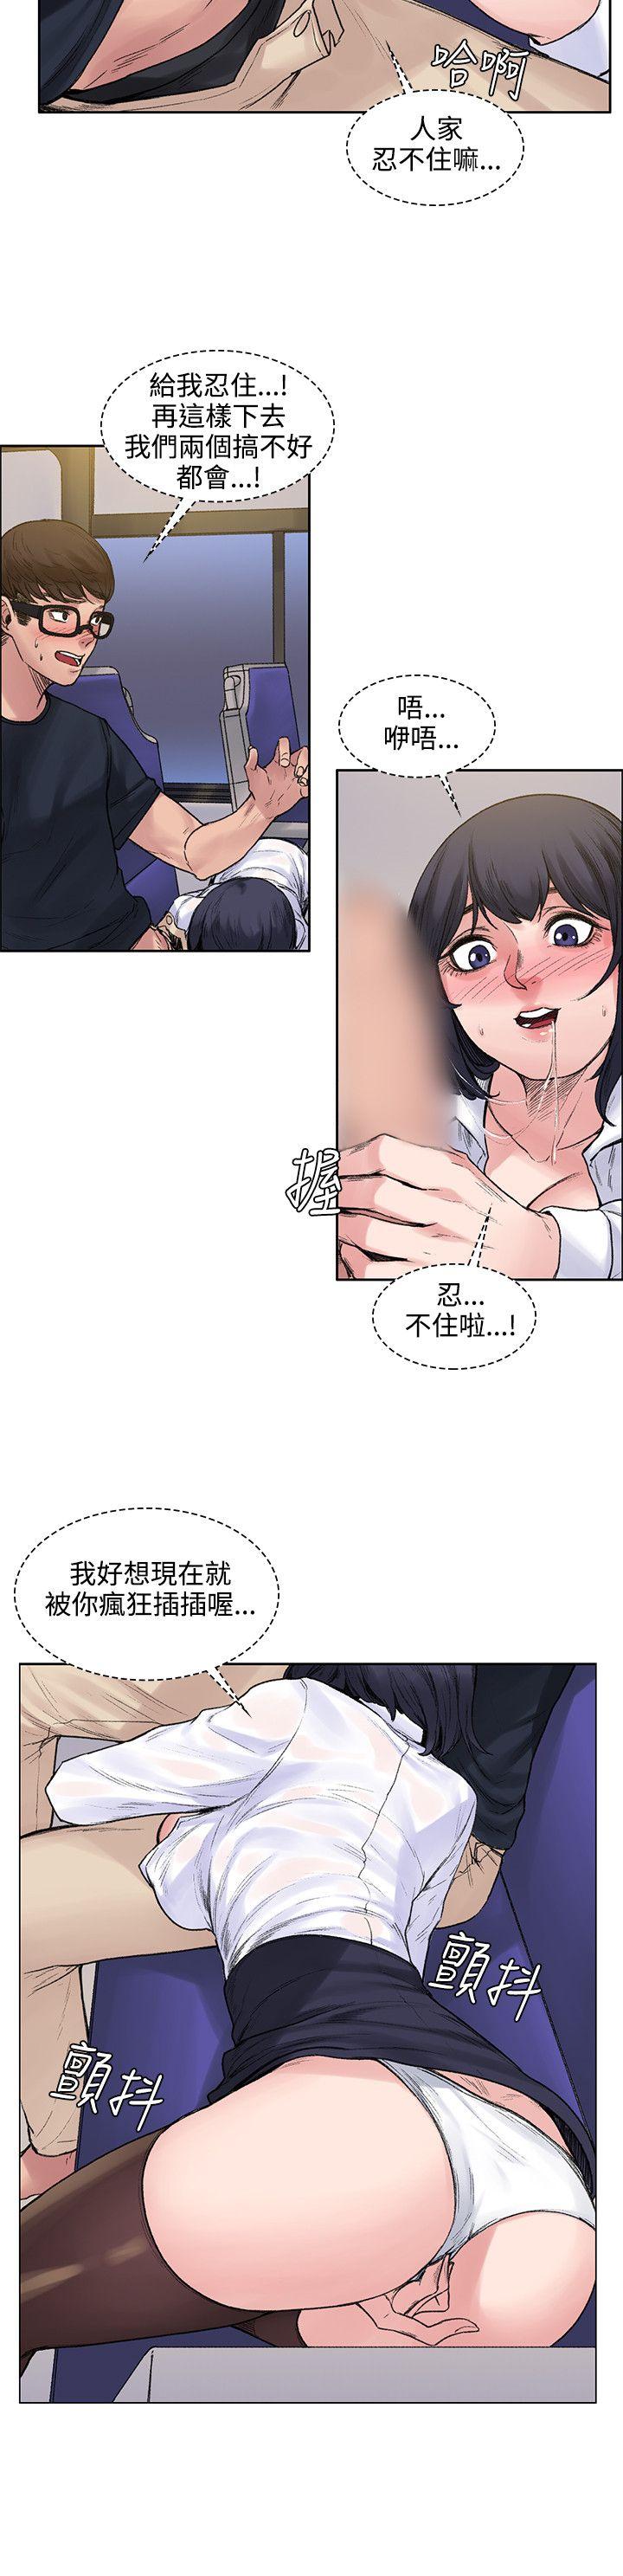 哈啊
人家
忍不住嘛…
給我忍住…!
再這樣下去
我們兩個搞不好
都會…!
唔…
咿唔…
握
忍…
不住啦…!
我好想現在就
被你瘋狂插插喔…
顫抖
顫抖